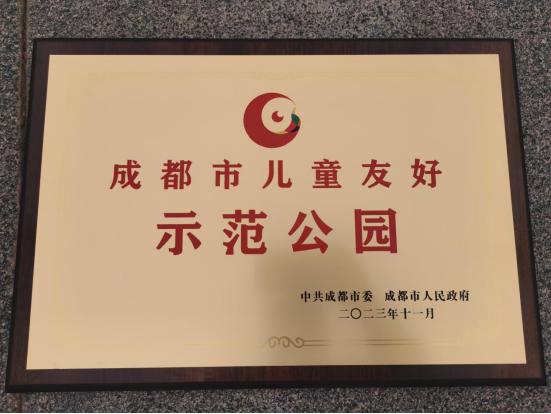 成都市儿童友好
示范公园
中共成都市委 成都市人民政府
二〇二三年十一月